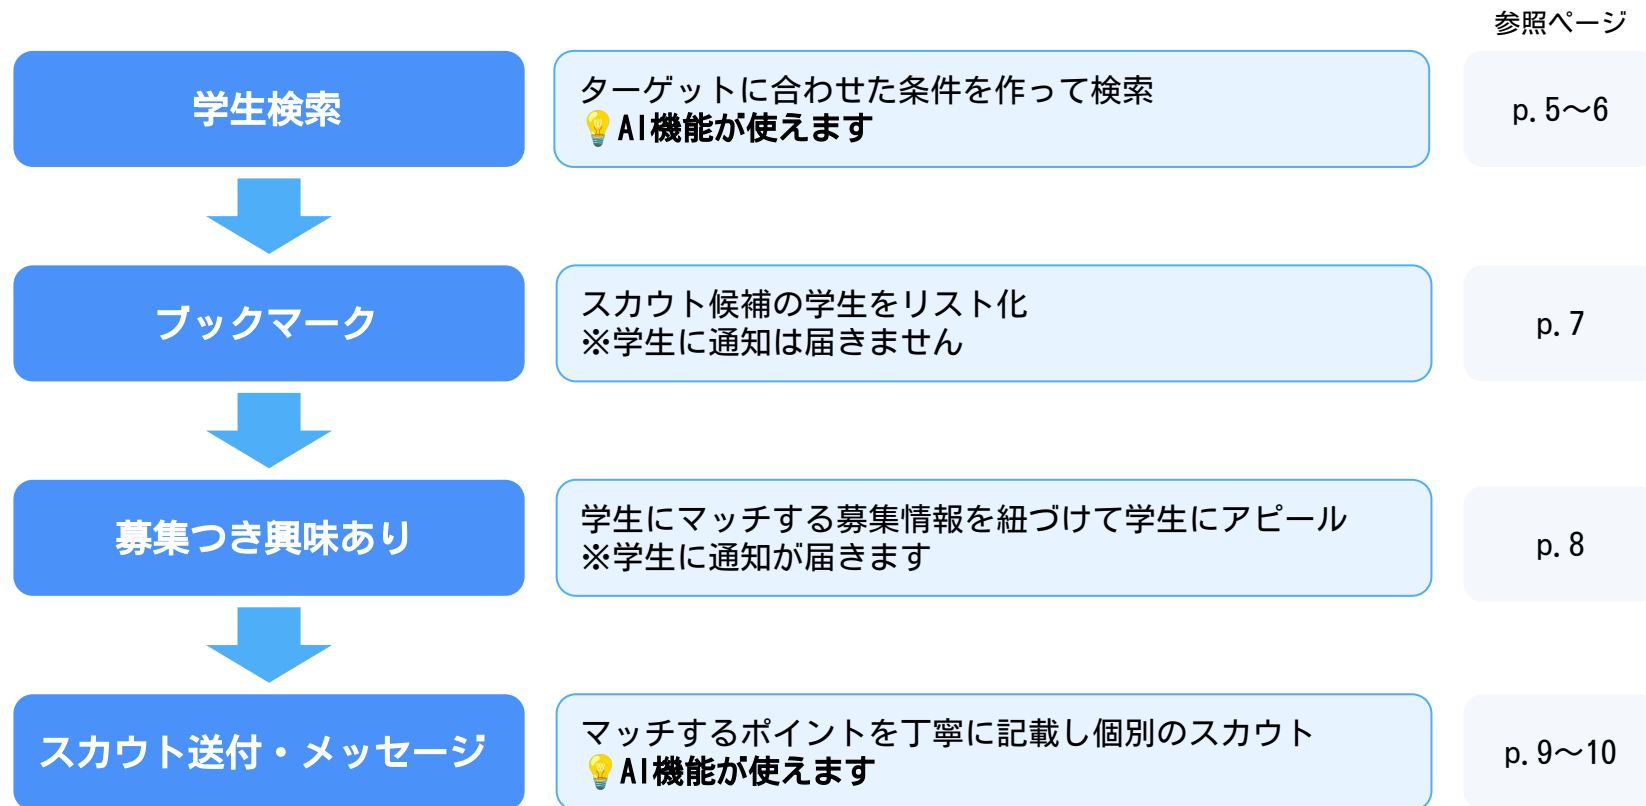 参照ページ
学生検索
ターゲットに合わせた条件を作って検索
💡AI機能が使えます
p.5〜6
ブックマーク
スカウト候補の学生をリスト化
※学生に通知は届きません
p.7
募集つき興味あり
学生にマッチする募集情報を紐づけて学生にアピール
※学生に通知が届きます
p.8
スカウト送付・メッセージ
マッチするポイントを丁寧に記載し個別のスカウト
💡AI機能が使えます
p.9〜10